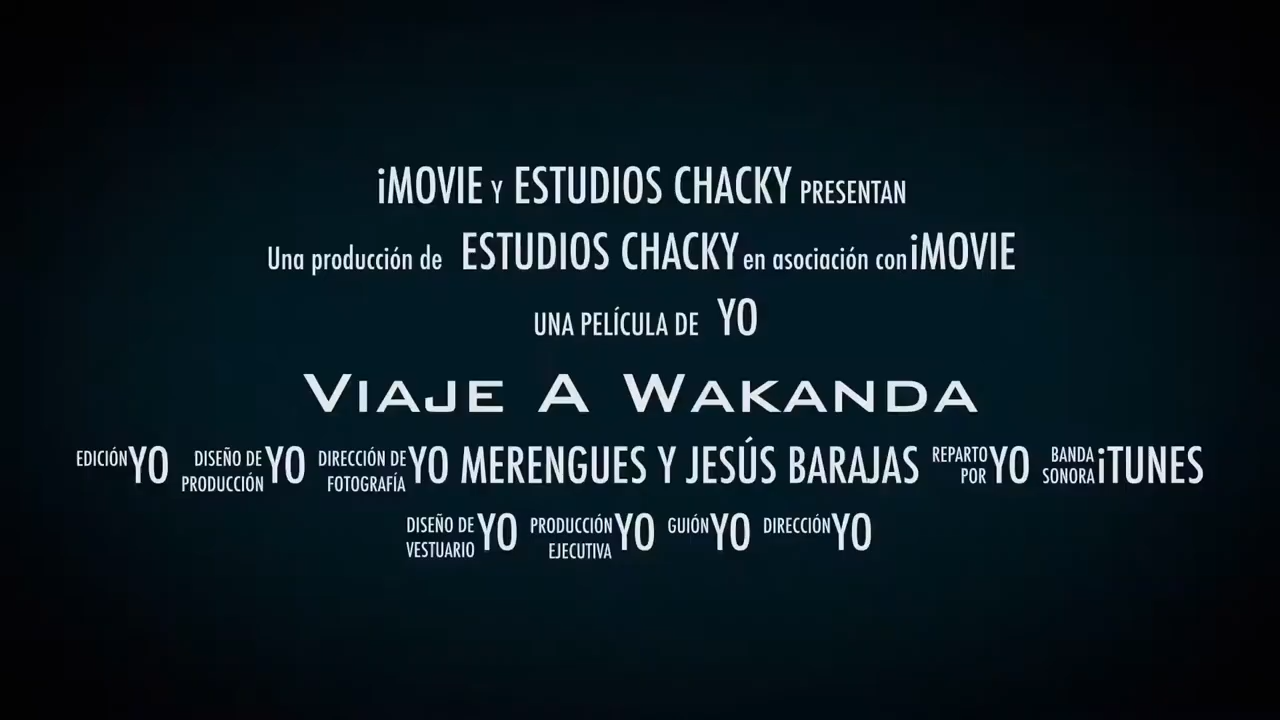 iMOVIE Y ESTUDIOS CHACKY PRESENTAN
Una producción de ESTUDIOS CHACKY en asociación con iMOVIE
UNA PELÍCULA DE YO
VIAJE A WAKANDA
EDICIÓN YO DISEÑO DE PRODUCCIÓN YO DIRECCIÓN DE FOTOGRAFÍA YO MERENGUES Y JESÚS BARAJAS REPARTO POR YO BANDA SONORA iTUNES
DISEÑO DE VESTUARIO YO PRODUCCIÓN EJECUTIVA YO GUIÓN YO DIRECCIÓN YO